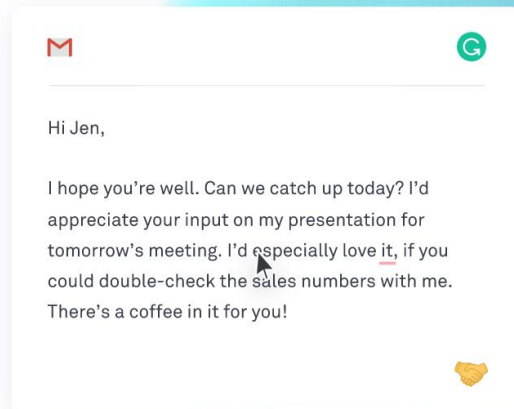 Hi Jen,
I hope you’re well. Can we catch up today? I’d
appreciate your input on my presentation for
tomorrow’s meeting. I’d especially love it, if you
could double-check the sales numbers with me.
There’s a coffee in it for you!